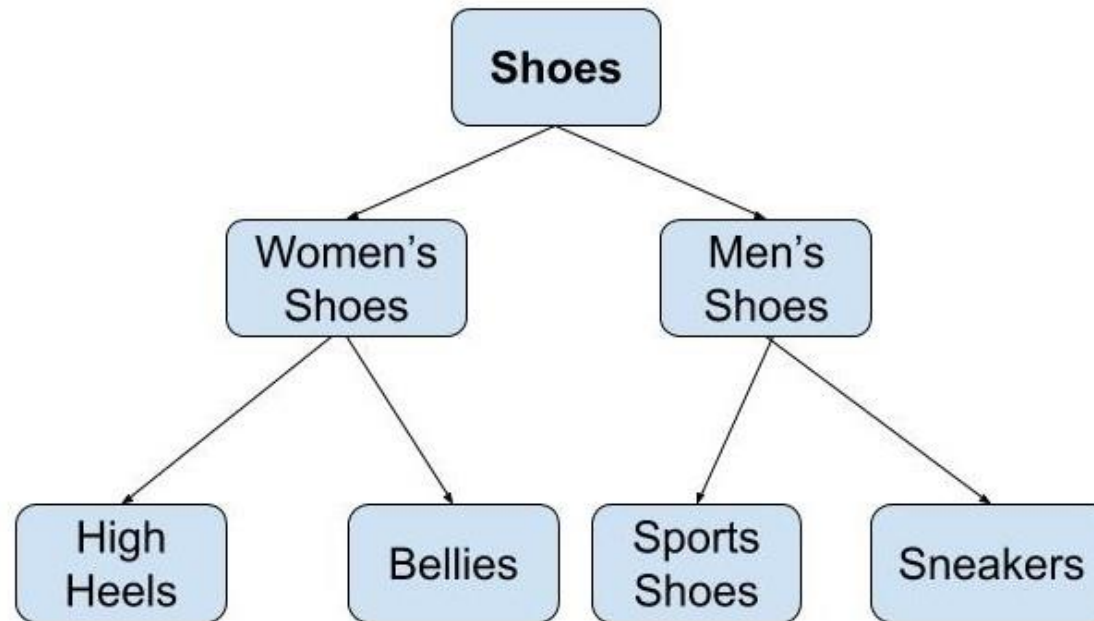 Shoes
Women’s
Shoes
Men’s
Shoes
High
Heels
Bellies
Sports
Shoes
Sneakers